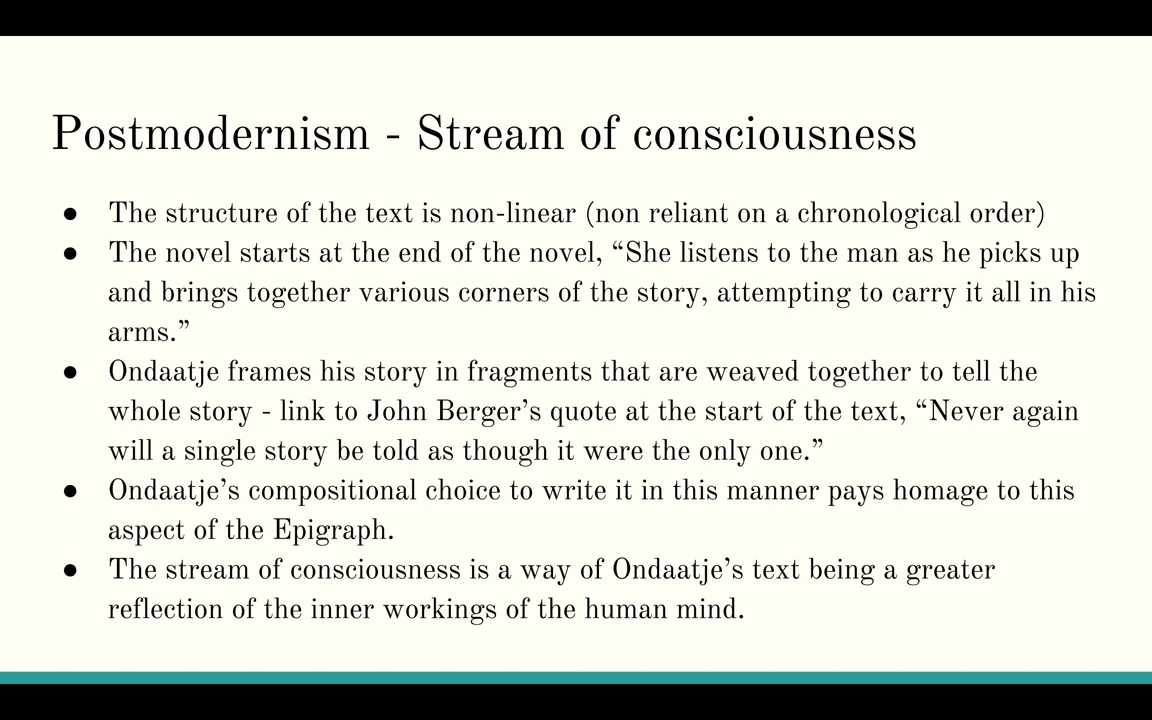 Postmodernism - Stream of consciousness
● The structure of the text is non-linear (non reliant on a chronological order)
● The novel starts at the end of the novel, “She listens to the man as he picks up
and brings together various corners of the story, attempting to carry it all in his
arms.”
● Ondaatje frames his story in fragments that are weaved together to tell the
whole story - link to John Berger’s quote at the start of the text, “Never again
will a single story be told as though it were the only one.”
● Ondaatje’s compositional choice to write it in this manner pays homage to this
aspect of the Epigraph.
● The stream of consciousness is a way of Ondaatje’s text being a greater
reflection of the inner workings of the human mind.